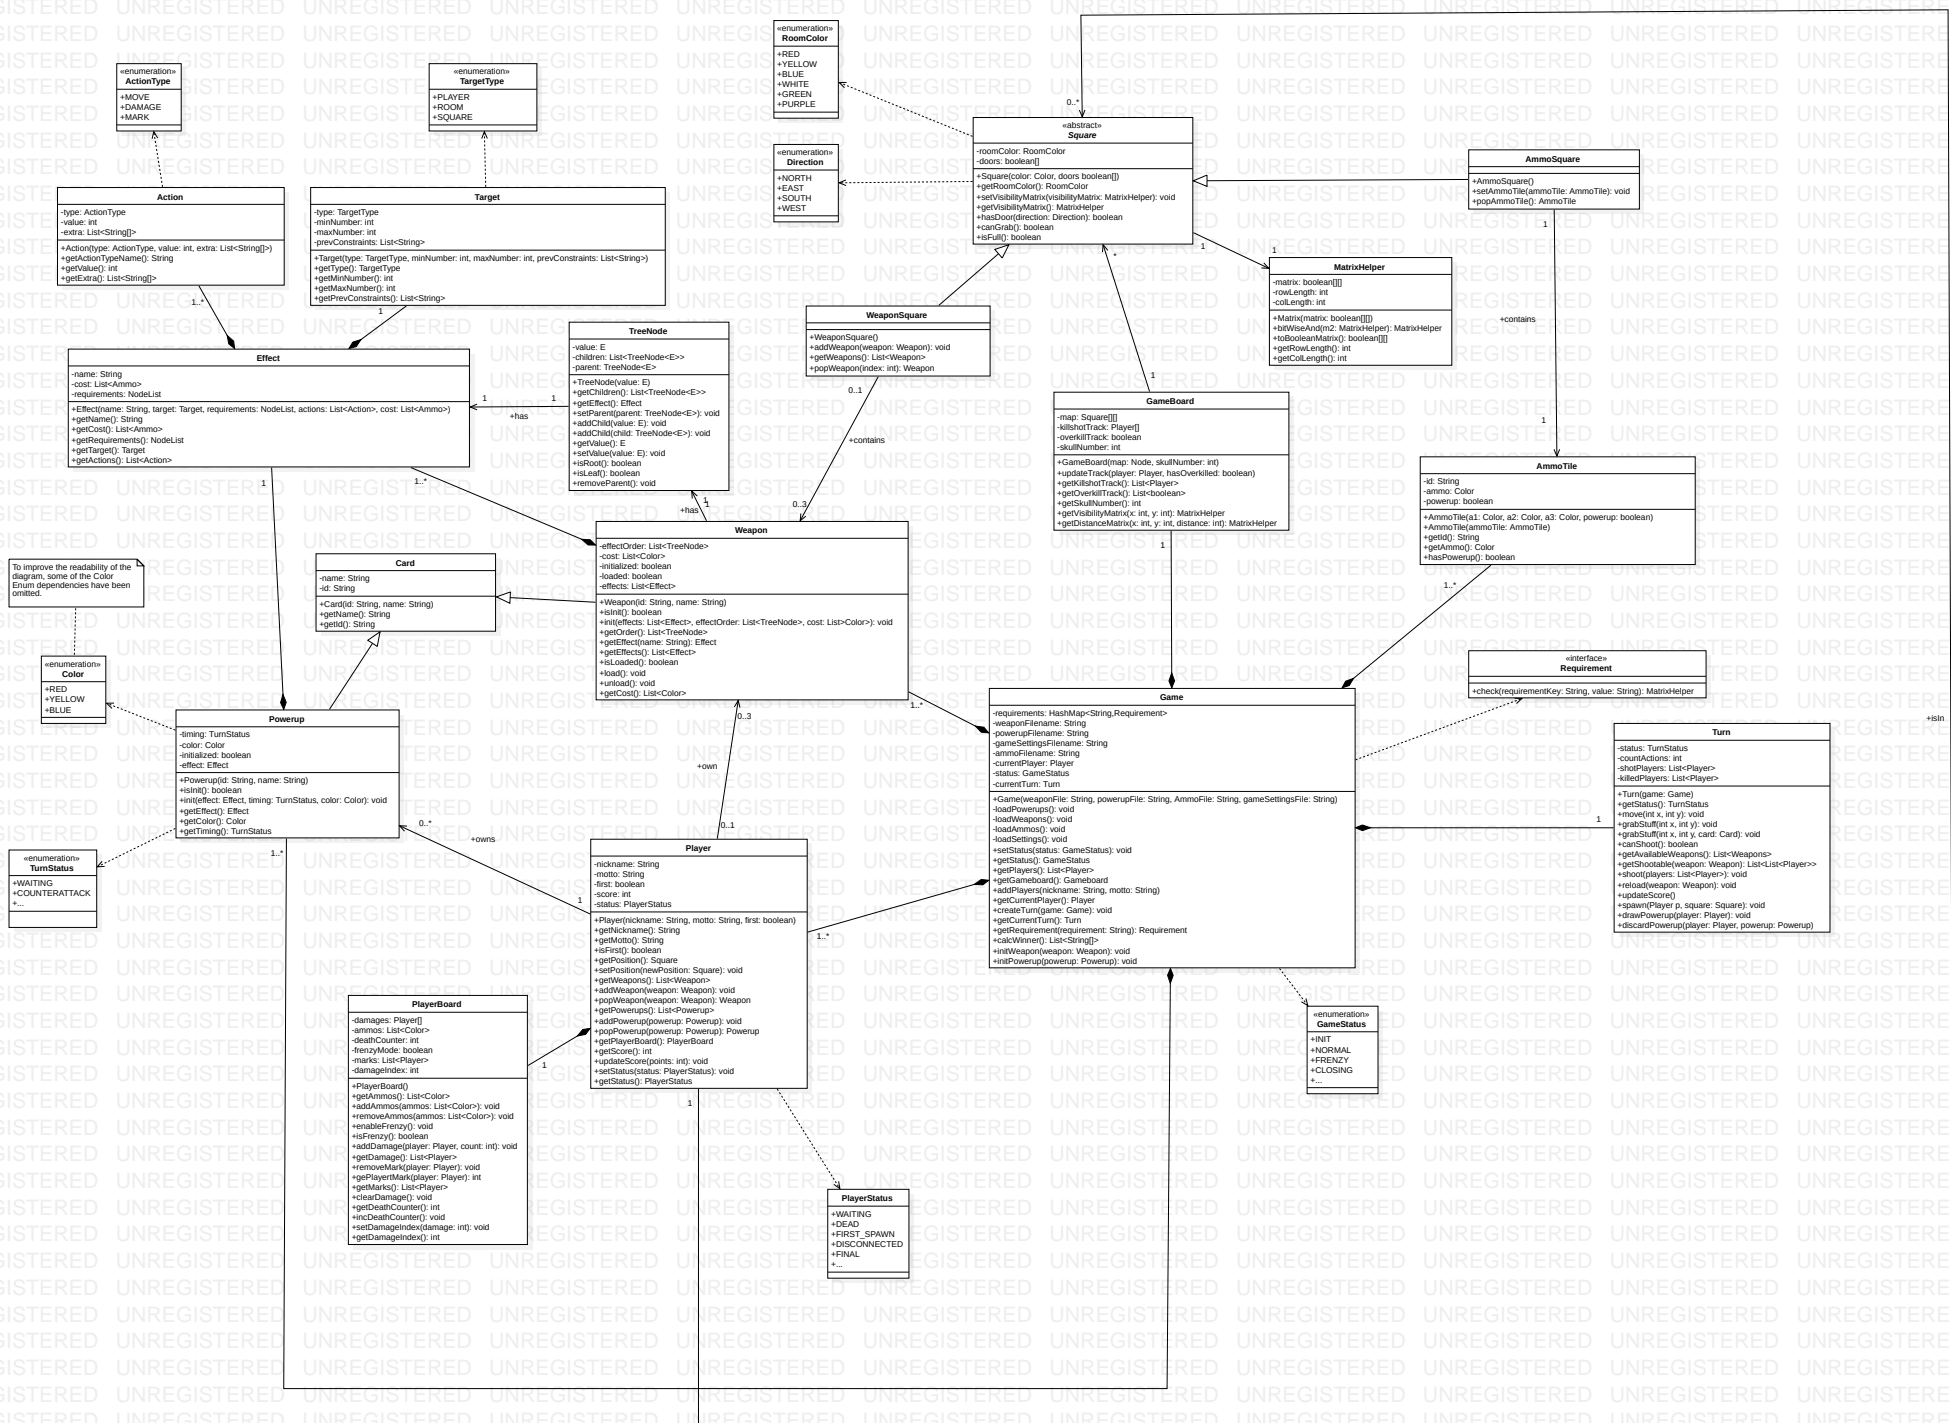 «enumeration»
ActionType
+MOVE
+DAMAGE
+MARK
«enumeration»
TargetType
+PLAYER
+ROOM
+SQUARE
«enumeration»
RoomColor
+RED
+YELLOW
+BLUE
+WHITE
+GREEN
+PURPLE
«enumeration»
Direction
+NORTH
+EAST
+SOUTH
+WEST
0..*
«abstract»
Square
-roomColor: RoomColor
-doors: boolean[]
+Square(color: Color, doors boolean[])
+getRoomColor(): RoomColor
+setVisibilityMatrix(visibilityMatrix: MatrixHelper): void
+getVisibilityMatrix(): MatrixHelper
+hasDoor(direction: Direction): boolean
+canGrab(): boolean
+isFull(): boolean
AmmoSquare
+AmmoSquare()
+setAmmoTile(ammoTile: AmmoTile): void
+popAmmoTile(): AmmoTile
1
+contains
1
Action
-type: ActionType
-value: int
-extra: List<String[]>
+Action(type: ActionType, value: int, extra: List<String[]>)
+getActionTypeName(): String
+getValue(): int
+getExtra(): List<String[]>
1..*
Target
-type: TargetType
-minNumber: int
-maxNumber: int
-prevConstraints: List<String>
+Target(type: TargetType, minNumber: int, maxNumber: int, prevConstraints: List<String>)
+getType(): TargetType
+getMinNumber(): int
+getMaxNumber(): int
+getPrevConstraints(): List<String>
1
1
1
MatrixHelper
-matrix: boolean[][]
-rowLength: int
-colLength: int
+Matrix(matrix: boolean[][])
+bitWiseAnd(m2: MatrixHelper): MatrixHelper
+toBooleanMatrix(): boolean[][]
+getRowLength(): int
+getColLength(): int
*
1
WeaponSquare
+WeaponSquare()
+addWeapon(weapon: Weapon): void
+getWeapons(): List<Weapon>
+popWeapon(index: int): Weapon
0..1
+contains
0..3
TreeNode
-value: E
-children: List<TreeNode<E>>
-parent: TreeNode<E>
+TreeNode(value: E)
+getChildren(): List<TreeNode<E>>
+getEffect(): Effect
+setParent(parent: TreeNode<E>): void
+addChild(value: E): void
+addChild(child: TreeNode<E>): void
+getValue(): E
+setValue(value: E): void
+isRoot(): boolean
+isLeaf(): boolean
+removeParent(): void
1
1
+has
Effect
-name: String
-cost: List<Ammo>
-requirements: NodeList
+Effect(name: String, target: Target, requirements: NodeList, actions: List<Action>, cost: List<Ammo>)
+getName(): String
+getCost(): List<Ammo>
+getRequirements(): NodeList
+getTarget(): Target
+getActions(): List<Action>
1
1..*
GameBoard
-map: Square[][]
-killshotTrack: Player[]
-overkillTrack: boolean
-skullNumber: int
+GameBoard(map: Node, skullNumber: int)
+updateTrack(player: Player, hasOverkilled: boolean)
+getKillshotTrack(): List<Player>
+getOverkillTrack(): List<boolean>
+getSkullNumber(): int
+getVisibilityMatrix(x: int, y: int): MatrixHelper
+getDistanceMatrix(x: int, y: int, distance: int): MatrixHelper
1
AmmoTile
-id: String
-ammo: Color
-powerup: boolean
+AmmoTile(a1: Color, a2: Color, a3: Color, powerup: boolean)
+AmmoTile(ammoTile: AmmoTile)
+getId(): String
+getAmmo(): Color
+hasPowerup(): boolean
1..*
1
1
+has
Weapon
-effectOrder: List<TreeNode>
-cost: List<Color>
-initialized: boolean
-loaded: boolean
-effects: List<Effect>
+Weapon(id: String, name: String)
+isInit(): boolean
+init(effects: List<Effect>, effectOrder: List<TreeNode>, cost: List>Color>): void
+getOrder(): List<TreeNode>
+getEffect(name: String): Effect
+getEffects(): List<Effect>
+isLoaded(): boolean
+load(): void
+unload(): void
+getCost(): List<Color>
1..*
0..3
+own
0..1
Card
-name: String
-id: String
+Card(id: String, name: String)
+getName(): String
+getId(): String
To improve the readability of the
diagram, some of the Color
Enum dependencies have been
omitted.
«enumeration»
Color
+RED
+YELLOW
+BLUE
Powerup
-timing: TurnStatus
-color: Color
-initialized: boolean
-effect: Effect
+Powerup(id: String, name: String)
+isInit(): boolean
+init(effect: Effect, timing: TurnStatus, color: Color): void
+getEffect(): Effect
+getColor(): Color
+getTiming(): TurnStatus
1..*
0..*
+owns
1
«enumeration»
TurnStatus
+WAITING
+COUNTERATTACK
+...
«interface»
Requirement
+check(requirementKey: String, value: String): MatrixHelper
+isIn
Game
-requirements: HashMap<String,Requirement>
-weaponFilename: String
-powerupFilename: String
-gameSettingsFilename: String
-ammoFilename: String
-currentPlayer: Player
-status: GameStatus
-currentTurn: Turn
+Game(weaponFile: String, powerupFile: String, AmmoFile: String, gameSettingsFile: String)
-loadPowerups(): void
-loadWeapons(): void
-loadAmmos(): void
-loadSettings(): void
+setStatus(status: GameStatus): void
+getStatus(): GameStatus
+getPlayers(): List<Player>
+getGameboard(): Gameboard
+addPlayers(nickname: String, motto: String)
+getCurrentPlayer(): Player
+createTurn(game: Game): void
+getCurrentTurn(): Turn
+getRequirement(requirement: String): Requirement
+calcWinner(): List<String[]>
+initWeapon(weapon: Weapon): void
+initPowerup(powerup: Powerup): void
1
Turn
-status: TurnStatus
-countActions: int
-shotPlayers: List<Player>
-killedPlayers: List<Player>
+Turn(game: Game)
+getStatus(): TurnStatus
+move(int x, int y): void
+grabStuff(int x, int y): void
+grabStuff(int x, int y, card: Card): void
+canShoot(): boolean
+getAvailableWeapons(): List<Weapons>
+getShootable(weapon: Weapon): List<List<Player>>
+shoot(players: List<Player>): void
+reload(weapon: Weapon): void
+updateScore()
+spawn(Player p, square: Square): void
+drawPowerup(player: Player): void
+discardPowerup(player: Player, powerup: Powerup)
Player
-nickname: String
-motto: String
-first: boolean
-score: int
-status: PlayerStatus
+Player(nickname: String, motto: String, first: boolean)
+getNickname(): String
+getMotto(): String
+isFirst(): boolean
+getPosition(): Square
+setPosition(newPosition: Square): void
+getWeapons(): List<Weapon>
+addWeapon(weapon: Weapon): void
+popWeapon(weapon: Weapon): Weapon
+getPowerups(): List<Powerup>
+addPowerup(powerup: Powerup): void
+popPowerup(powerup: Powerup): Powerup
+getPlayerBoard(): PlayerBoard
+getScore(): int
+updateScore(points: int): void
+setStatus(status: PlayerStatus): void
+getStatus(): PlayerStatus
1..*
1
1
PlayerBoard
-damages: Player[]
-ammos: List<Color>
-deathCounter: int
-frenzyMode: boolean
-marks: List<Player>
-damageIndex: int
+PlayerBoard()
+getAmmos(): List<Color>
+addAmmos(ammos: List<Color>): void
+removeAmmos(ammos: List<Color>): void
+enableFrenzy(): void
+isFrenzy(): boolean
+addDamage(player: Player, count: int): void
+getDamage(): List<Player>
+removeMark(player: Player): void
+gePlayertMark(player: Player): int
+getMarks(): List<Player>
+clearDamage(): void
+getDeathCounter(): int
+incDeathCounter(): void
+setDamageIndex(damage: int): void
+getDamageIndex(): int
«enumeration»
GameStatus
+INIT
+NORMAL
+FRENZY
+CLOSING
+...
PlayerStatus
+WAITING
+DEAD
+FIRST_SPAWN
+DISCONNECTED
+FINAL
+...